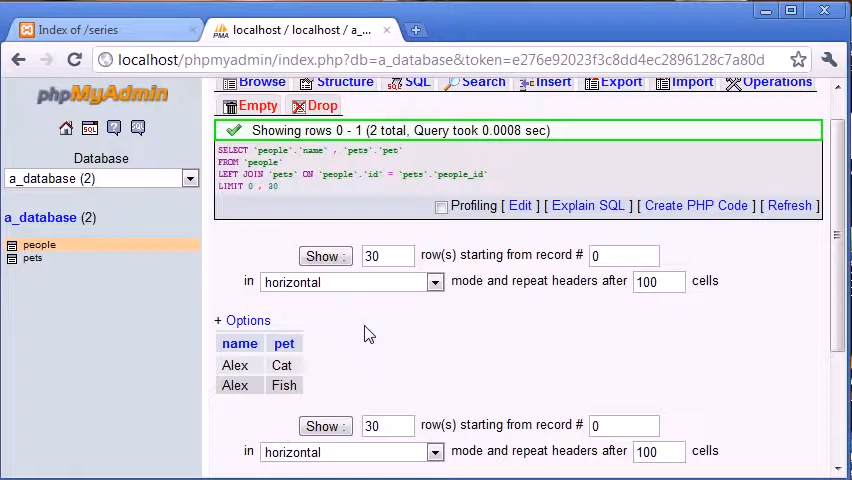 Index of /series
localhost / localhost / a_...
localhost/phpmyadmin/index.php?db=a_database&token=e276e92023f3c8dd4ec2896128c7a80d
phpMyAdmin
Database
a_database (2)
a_database (2)
people
pets
Browse Structure SQL Search Insert Export Import Operations
Empty Drop
Showing rows 0 - 1 (2 total, Query took 0.0008 sec)
SELECT `people`.`name` , `pets`.`pet`
FROM `people`
LEFT JOIN `pets` ON `people`.`id` = `pets`.`people_id`
LIMIT 0 , 30
Profiling [ Edit ] [ Explain SQL ] [ Create PHP Code ] [ Refresh ]
Show : 30 row(s) starting from record # 0
in horizontal mode and repeat headers after 100 cells
+ Options
name pet
Alex Cat
Alex Fish
Show : 30 row(s) starting from record # 0
in horizontal mode and repeat headers after 100 cells